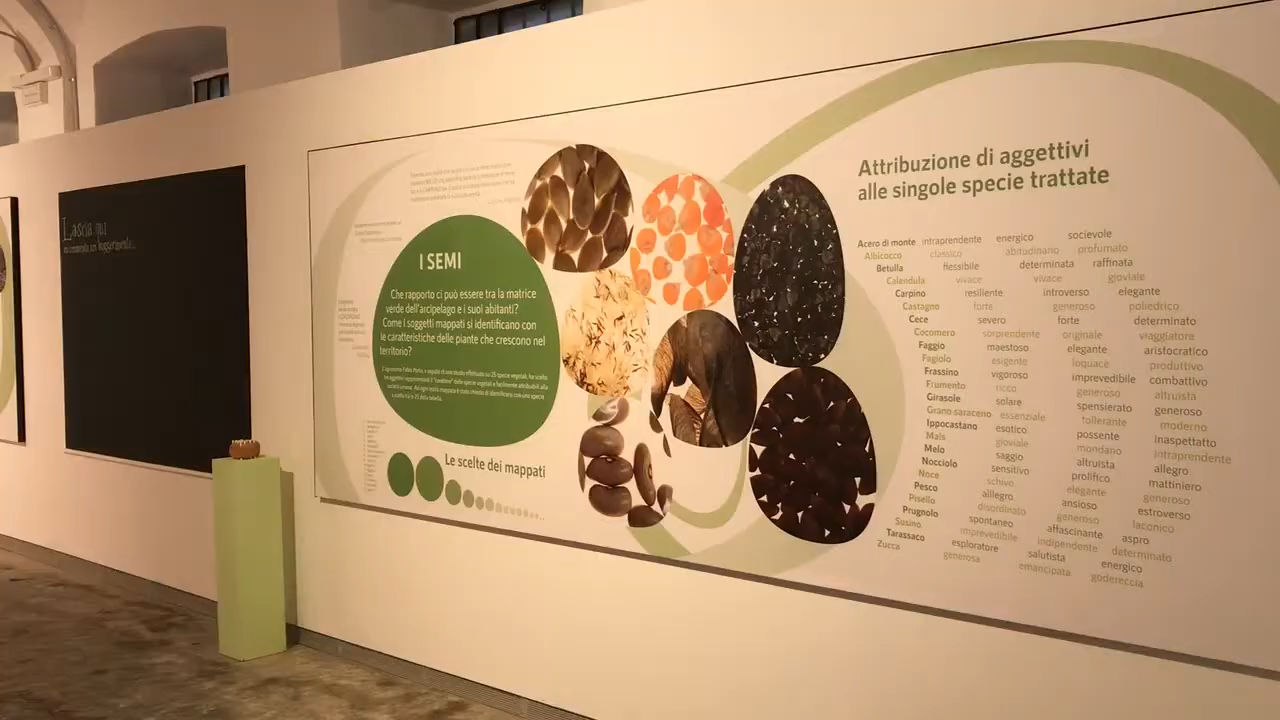 Lascia qui
un commento, un suggerimento...
I SEMI
Che rapporto ci può essere tra la matrice
verde dell'arcipelago e i suoi abitanti?
Come i soggetti mappati si identificano con
le caratteristiche delle piante che crescono nel
territorio?
Le scelte dei mappati
Attribuzione di aggettivi
alle singole specie trattate
Acero di monte intraprendente energico socievole
Albicocco classico abitudinario profumato
Betulla flessibile determinata raffinata
Calendula vivace vivace gioviale
Carpino resiliente introverso elegante
Castagno forte generoso poliedrico
Cece severo forte determinato
Cocomero sorprendente originale viaggiatore
Faggio maestoso elegante aristocratico
Fagiolo esigente loquace produttivo
Frassino vigoroso imprevedibile combattivo
Frumento ricco generoso altruista
Girasole solare spensierato generoso
Grano saraceno essenziale tollerante moderno
Ippocastano esotico possente inaspettato
Mais gioviale mondano intraprendente
Melo saggio altruista allegro
Nocciolo sensitivo prolifico mattiniero
Noce schivo elegante generoso
Pesco allegro ansioso estroverso
Pisello disordinato generoso laconico
Prugnolo spontaneo affascinante aspro
Susino imprevedibile indipendente determinato
Tarassaco esploratore salutista energico
Zucca generosa emancipata godereccia